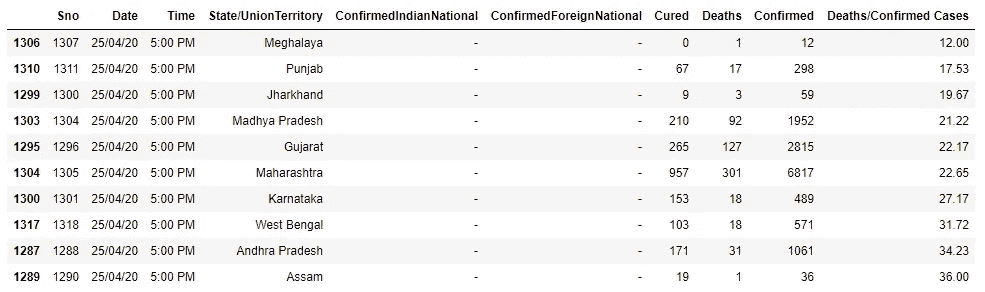 Sno Date Time State/UnionTerritory ConfirmedIndianNational ConfirmedForeignNational Cured Deaths Confirmed Deaths/Confirmed Cases
1306 1307 25/04/20 5:00 PM Meghalaya - - 0 1 12 12.00
1310 1311 25/04/20 5:00 PM Punjab - - 67 17 298 17.53
1299 1300 25/04/20 5:00 PM Jharkhand - - 9 3 59 19.67
1303 1304 25/04/20 5:00 PM Madhya Pradesh - - 210 92 1952 21.22
1295 1296 25/04/20 5:00 PM Gujarat - - 265 127 2815 22.17
1304 1305 25/04/20 5:00 PM Maharashtra - - 957 301 6817 22.65
1300 1301 25/04/20 5:00 PM Karnataka - - 153 18 489 27.17
1317 1318 25/04/20 5:00 PM West Bengal - - 103 18 571 31.72
1287 1288 25/04/20 5:00 PM Andhra Pradesh - - 171 31 1061 34.23
1289 1290 25/04/20 5:00 PM Assam - - 19 1 36 36.00